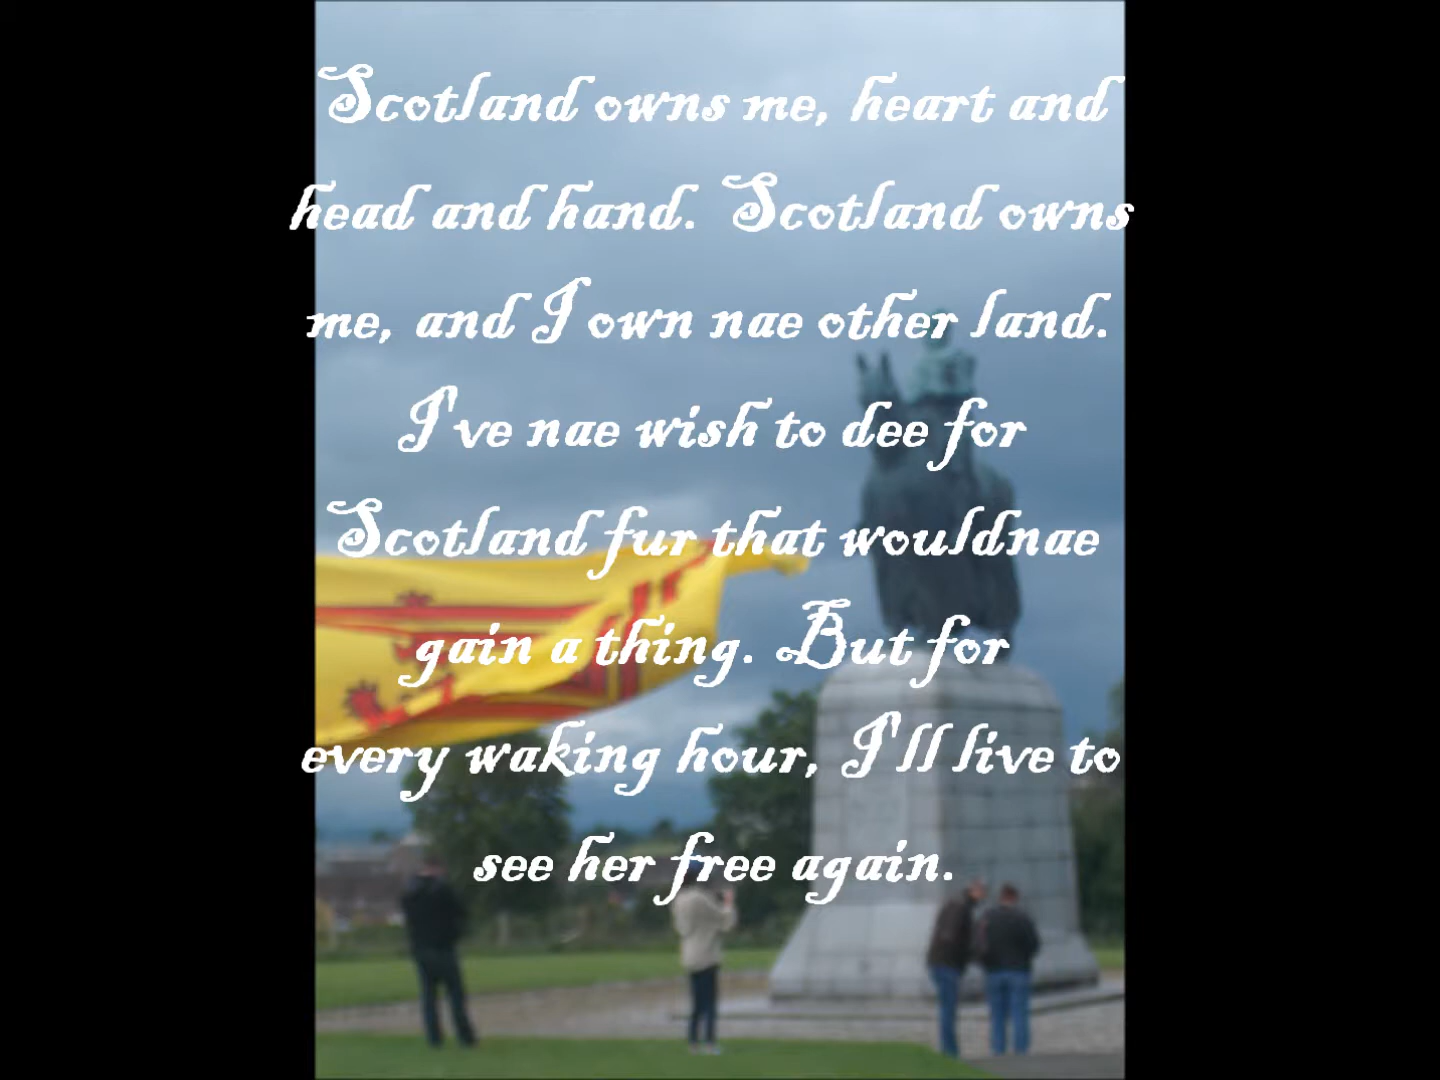 Scotland owns me, heart and
head and hand. Scotland owns
me, and I own nae other land.
I've nae wish to dee for
Scotland fur that wouldnae
gain a thing. But for
every waking hour, I'll live to
see her free again.